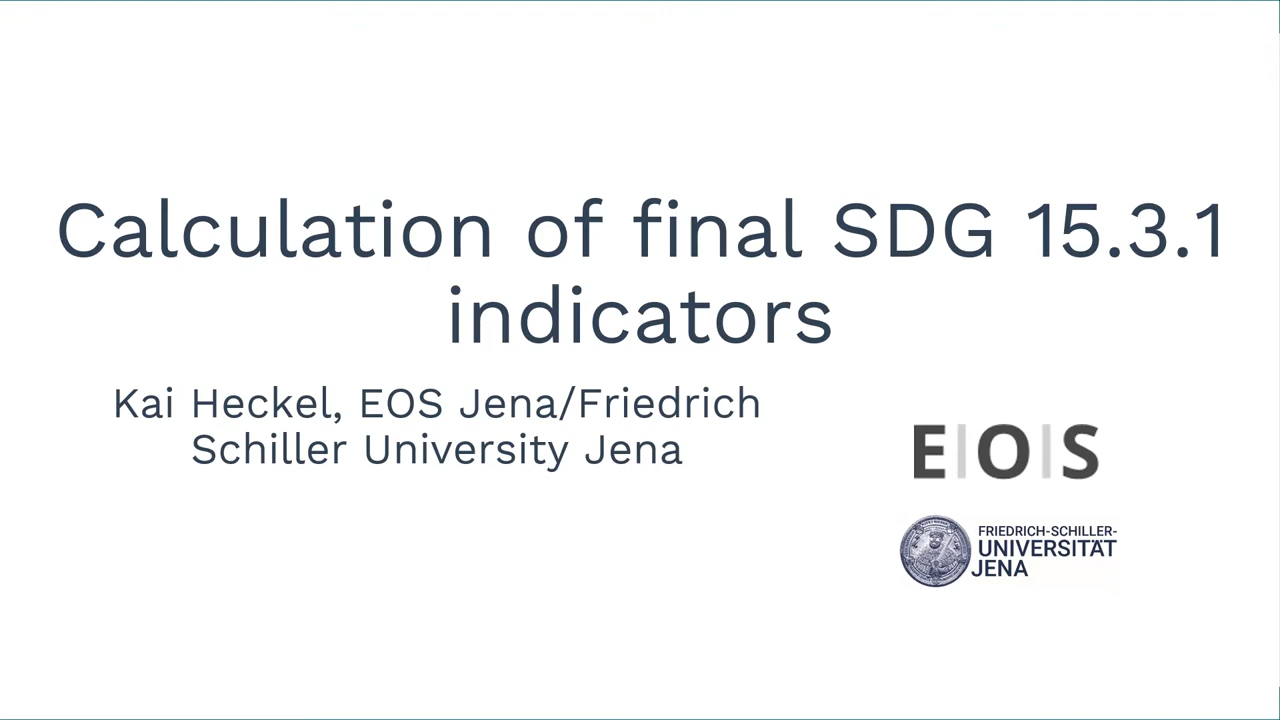 Calculation of final SDG 15.3.1
indicators
Kai Heckel, EOS Jena/Friedrich
Schiller University Jena
E|O|S
FRIEDRICH-SCHILLER-
UNIVERSITÄT
JENA